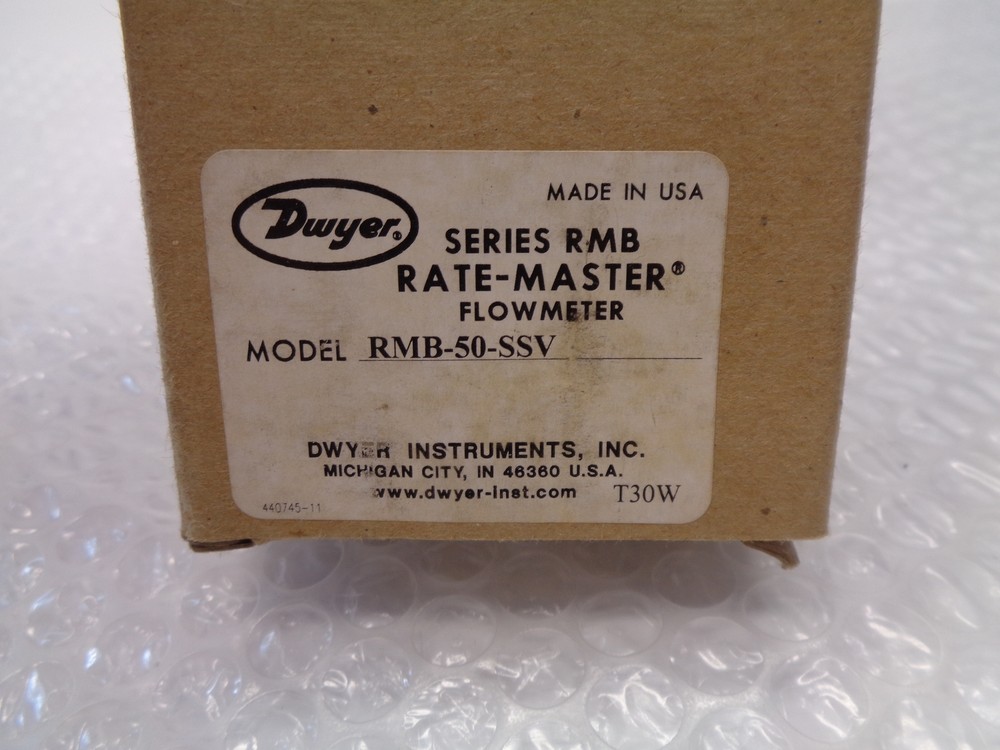 Dwyer®
MADE IN USA
SERIES RMB
RATE-MASTER®
FLOWMETER
MODEL RMB-50-SSV
DWYER INSTRUMENTS, INC.
MICHIGAN CITY, IN 46360 U.S.A.
www.dwyer-inst.com T30W
440745-11